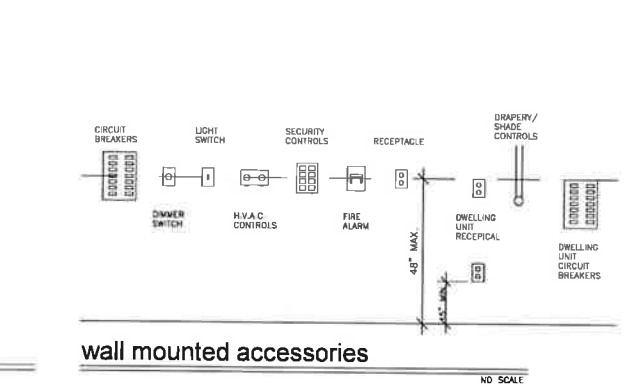 CIRCUIT
BREAKERS
LIGHT
SWITCH
SECURITY
CONTROLS
RECEPTACLE
DRAPERY/
SHADE
CONTROLS
DIMMER
SWITCH
H.V.A.C.
CONTROLS
FIRE
ALARM
48" MAX.
DWELLING
UNIT
RECEPICAL
15" MIN.
DWELLING
UNIT
CIRCUIT
BREAKERS
wall mounted accessories
NO SCALE